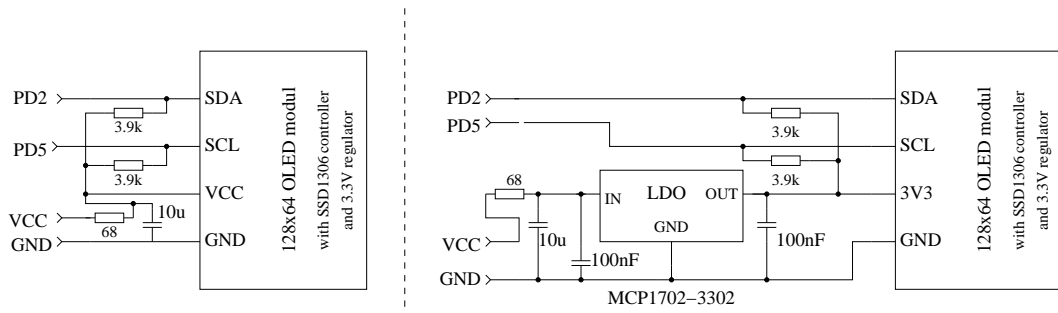 PD2
SDA
3.9k
PD5
SCL
3.9k
VCC
VCC
68
10u
GND
GND
128x64 OLED modul
with SSD1306 controller
and 3.3V regulator
PD2
SDA
PD5
3.9k
SCL
3.9k
68
IN
LDO
OUT
3V3
GND
VCC
10u
100nF
GND
100nF
GND
MCP1702−3302
128x64 OLED modul
with SSD1306 controller
and 3.3V regulator